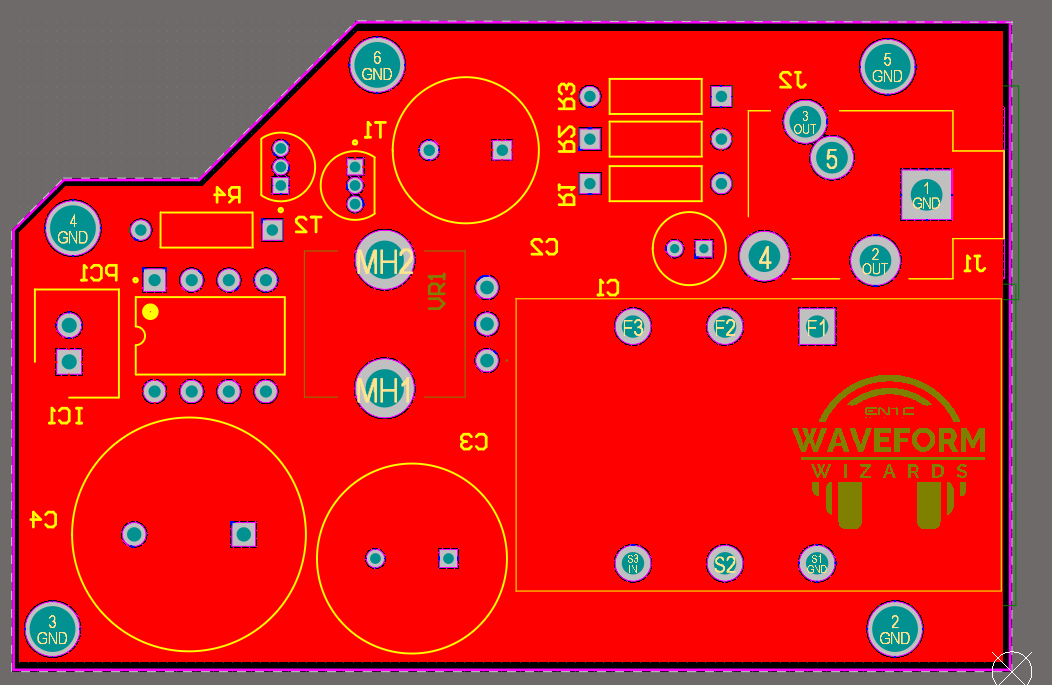 6
GND
5
GND
J2
R3
3
OUT
T1
R2
5
1
GND
R4
R1
4
GND
T2
C2
MH2
4
2
OUT
J1
PC1
VR1
C1
F3
F2
F1
MH1
IC1
ENTC
WAVEFORM
WIZARDS
C3
C4
S3
IN
S2
S1
GND
3
GND
2
GND